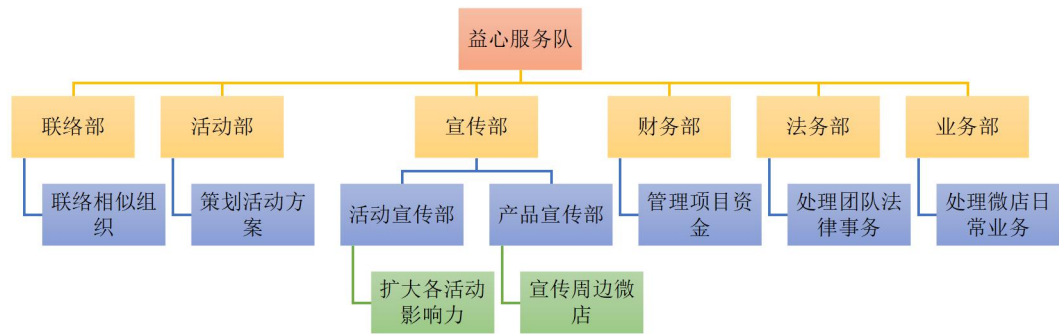 益心服务队
联络部
活动部
宣传部
财务部
法务部
业务部
联络相似组
织
策划活动方
案
活动宣传部
产品宣传部
管理项目资
金
处理团队法
律事务
处理微店日
常业务
扩大各活动
影响力
宣传周边微
店